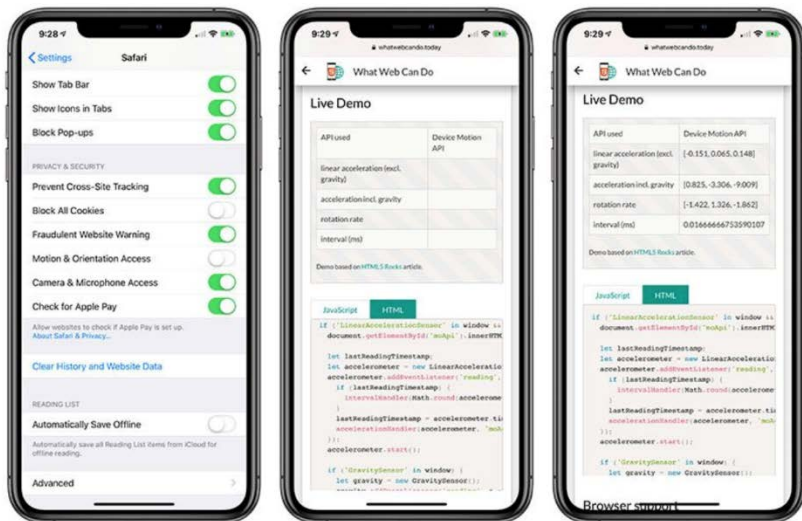 9:28
Settings
Safari
Show Tab Bar
Show Icons in Tabs
Block Pop-ups
PRIVACY & SECURITY
Prevent Cross-Site Tracking
Block All Cookies
Fraudulent Website Warning
Motion & Orientation Access
Camera & Microphone Access
Check for Apple Pay
Allow websites to check if Apple Pay is set up.
About Safari & Privacy...
Clear History and Website Data
READING LIST
Automatically Save Offline
Automatically save all Reading List items from iCloud for
offline reading.
Advanced
9:29
whatwebcando.today
What Web Can Do
Live Demo
API used Device Motion
API
linear acceleration (excl.
gravity)
acceleration incl. gravity
rotation rate
interval (ms)
Demo based on HTML5 Rocks article.
JavaScript HTML
if ('LinearAccelerationSensor' in window &&
document.getElementById('moApi').innerHTM
let lastReadingTimestamp;
let accelerometer = new LinearAcceleratio
accelerometer.addEventListener('reading',
if (lastReadingTimestamp) {
intervalHandler(Math.round(accelerome
}
lastReadingTimestamp = accelerometer.tim
accelerationHandler(accelerometer, 'moA
});
accelerometer.start();
if ('GravitySensor' in window) {
let gravity = new GravitySensor();
9:29
whatwebcando.today
What Web Can Do
Live Demo
API used Device Motion API
linear acceleration (excl. [-0.151, 0.065, 0.148]
gravity)
acceleration incl. gravity [0.825, -3.306, -9.009]
rotation rate [-1.422, 1.326, -1.862]
interval (ms) 0.01666666753590107
Demo based on HTML5 Rocks article.
JavaScript HTML
if ('LinearAccelerationSensor' in window &&
document.getElementById('moApi').innerHTM
let lastReadingTimestamp;
let accelerometer = new LinearAcceleratio
accelerometer.addEventListener('reading',
if (lastReadingTimestamp) {
intervalHandler(Math.round(accelerome
}
lastReadingTimestamp = accelerometer.tim
accelerationHandler(accelerometer, 'moA
});
accelerometer.start();
if ('GravitySensor' in window) {
let gravity = new GravitySensor();
Browser support